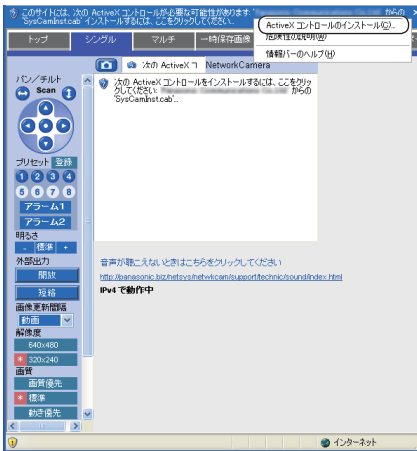 このサイトには、次の ActiveX コントロールが必要な可能性があります: からの
'SysCamInst.cab' インストールするには、ここをクリックしてください...
ActiveX コントロールのインストール(C)...
危険性の説明(W)
情報バーのヘルプ(H)
トップ
シングル
マルチ
一時保存画像
次の ActiveX コ
NetworkCamera
次の ActiveX コントロールをインストールするには、ここをクリッ
クしてください: からの
'SysCamInst.cab'...
パン/チルト
Scan
プリセット 登録
1 2 3 4
5 6 7 8
アラーム1
アラーム2
明るさ
- 標準 +
外部出力
開放
短絡
画像更新間隔
動画
解像度
640x480
* 320x240
画質
画質優先
* 標準
動き優先
音声が聴こえないときはこちらをクリックしてください
http://panasonic.biz/netsys/netwkcam/support/technic/sound/index.html
IPv4 で動作中
インターネット